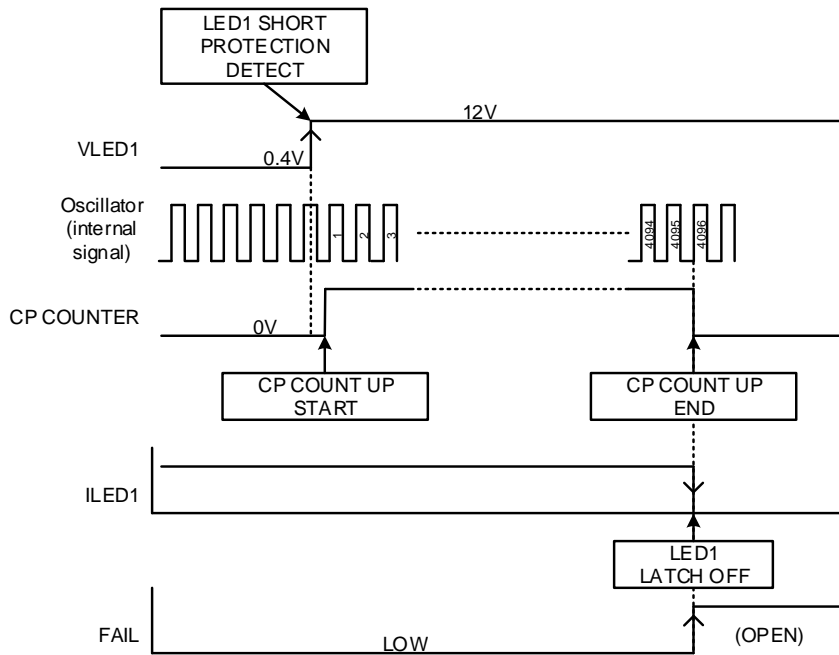 LED1 SHORT
PROTECTION
DETECT
12V
VLED1
0.4V
Oscillator
(internal
signal)
1
2
3
4094
4095
4096
CP COUNTER
0V
CP COUNT UP
START
CP COUNT UP
END
ILED1
LED1
LATCH OFF
FAIL
LOW
(OPEN)